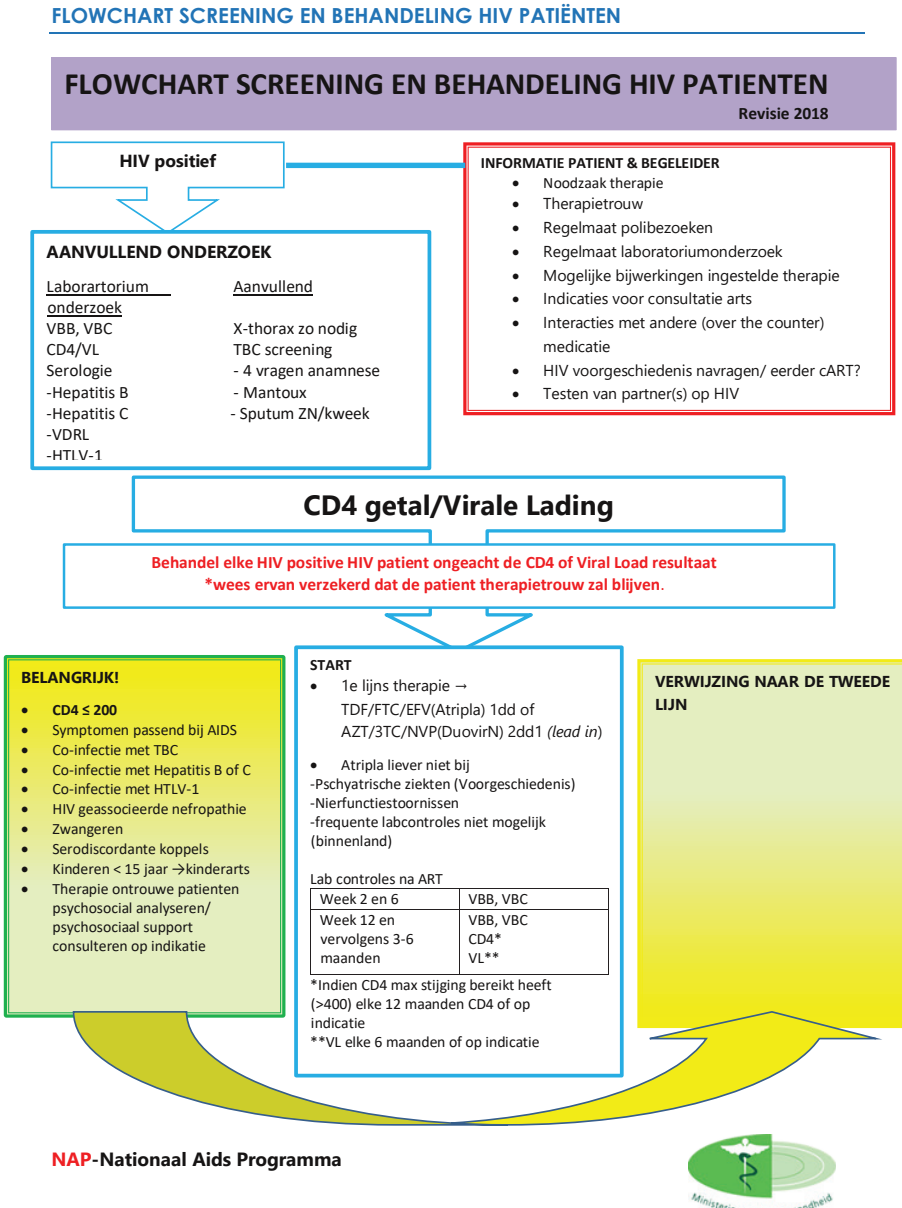 FLOWCHART SCREENING EN BEHANDELING HIV PATIËNTEN
FLOWCHART SCREENING EN BEHANDELING HIV PATIENTEN
Revisie 2018
HIV positief
INFORMATIE PATIENT & BEGELEIDER
• Noodzaak therapie
• Therapietrouw
• Regelmaat polibezoeken
• Regelmaat laboratoriumonderzoek
• Mogelijke bijwerkingen ingestelde therapie
• Indicaties voor consultatie arts
• Interacties met andere (over the counter)
medicatie
• HIV voorgeschiedenis navragen/ eerder cART?
• Testen van partner(s) op HIV
AANVULLEND ONDERZOEK
Laborartorium Aanvullend
onderzoek
VBB, VBC X-thorax zo nodig
CD4/VL TBC screening
Serologie - 4 vragen anamnese
-Hepatitis B - Mantoux
-Hepatitis C - Sputum ZN/kweek
-VDRL
-HTLV-1
CD4 getal/Virale Lading
Behandel elke HIV positive HIV patient ongeacht de CD4 of Viral Load resultaat
*wees ervan verzekerd dat de patient therapietrouw zal blijven.
BELANGRIJK!
• CD4 ≤ 200
• Symptomen passend bij AIDS
• Co-infectie met TBC
• Co-infectie met Hepatitis B of C
• Co-infectie met HTLV-1
• HIV geassocieerde nefropathie
• Zwangeren
• Serodiscordante koppels
• Kinderen < 15 jaar →kinderarts
• Therapie ontrouwe patienten
psychosocial analyseren/
psychosociaal support
consulteren op indikatie
START
• 1e lijns therapie →
TDF/FTC/EFV(Atripla) 1dd of
AZT/3TC/NVP(DuovirN) 2dd1 (lead in)
• Atripla liever niet bij
-Pschyatrische ziekten (Voorgeschiedenis)
-Nierfunctiestoornissen
-frequente labcontroles niet mogelijk
(binnenland)
Lab controles na ART
Week 2 en 6 VBB, VBC
Week 12 en VBB, VBC
vervolgens 3-6 CD4*
maanden VL**
*Indien CD4 max stijging bereikt heeft
(>400) elke 12 maanden CD4 of op
indicatie
**VL elke 6 maanden of op indicatie
VERWIJZING NAAR DE TWEEDE
LIJN
NAP-Nationaal Aids Programma